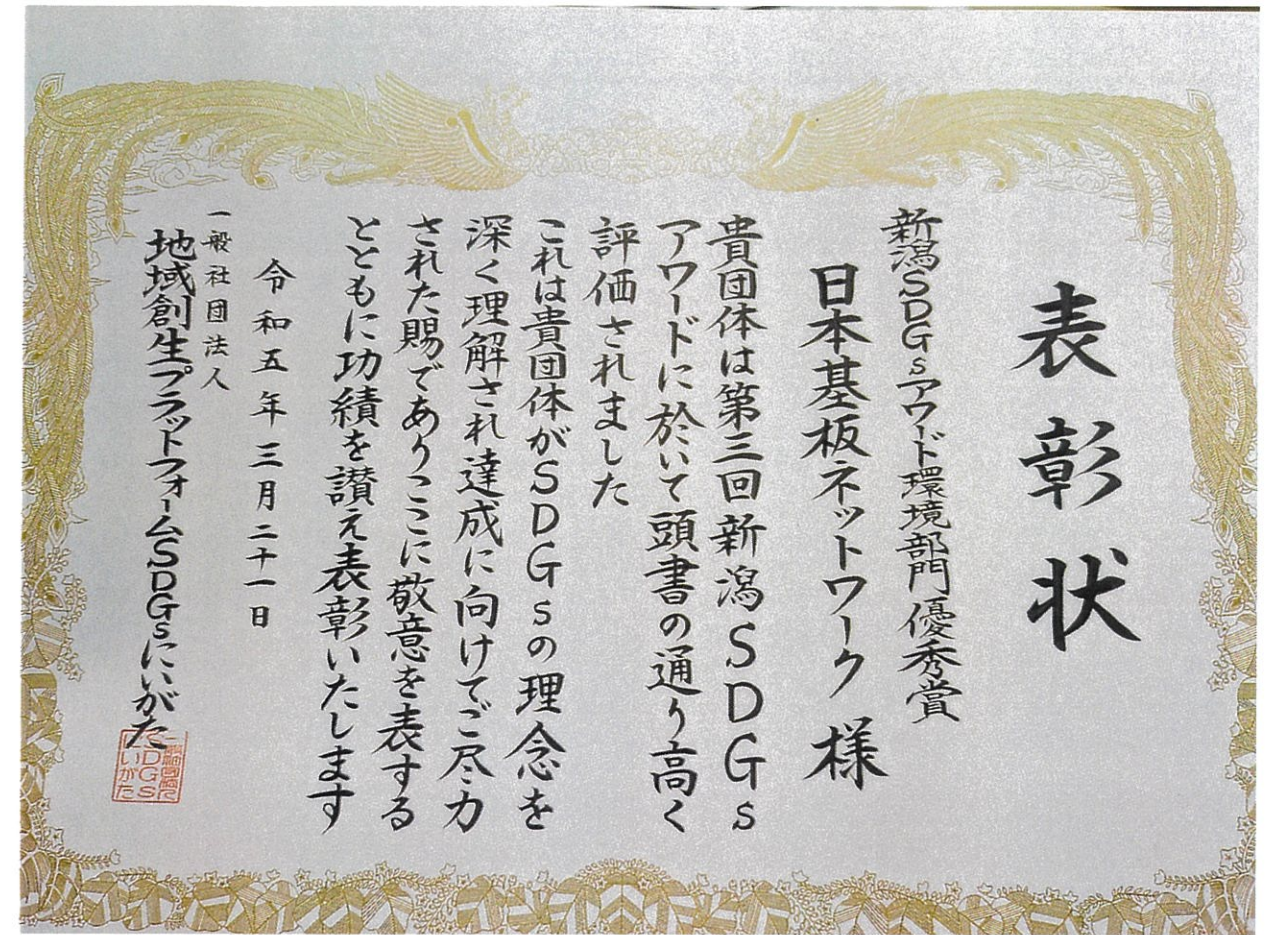 表彰状
新潟SDGsアワード環境部門優秀賞
日本基板ネットワーク 様
貴団体は第三回新潟SDGs
アワードに於いて頭書の通り高く
評価されました
これは貴団体がSDGsの理念を
深く理解され達成に向けてご尽力
された賜でありここに敬意を表する
とともに功績を讃え表彰いたします
令和五年三月二十一日
一般社団法人
地域創生プラットフォームSDGsにいがた
SDGs
にいがた